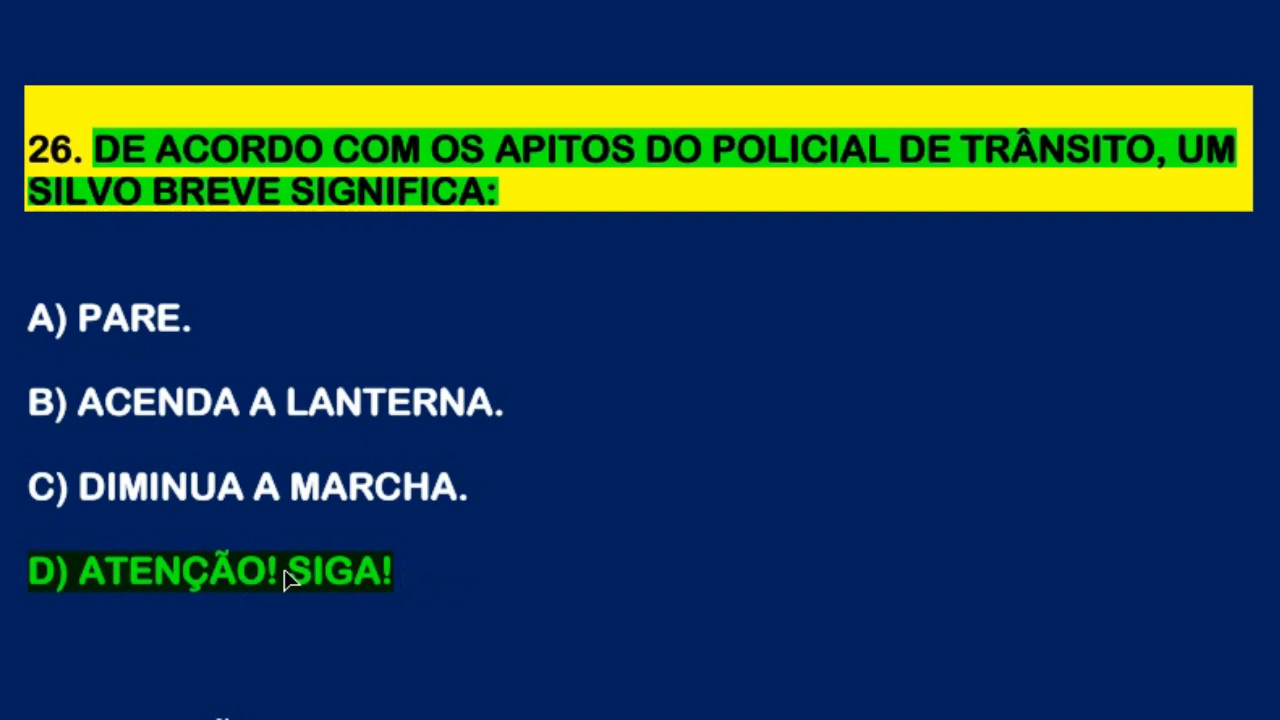 26. DE ACORDO COM OS APITOS DO POLICIAL DE TRÂNSITO, UM
SILVO BREVE SIGNIFICA:
A) PARE.
B) ACENDA A LANTERNA.
C) DIMINUA A MARCHA.
D) ATENÇÃO! SIGA!